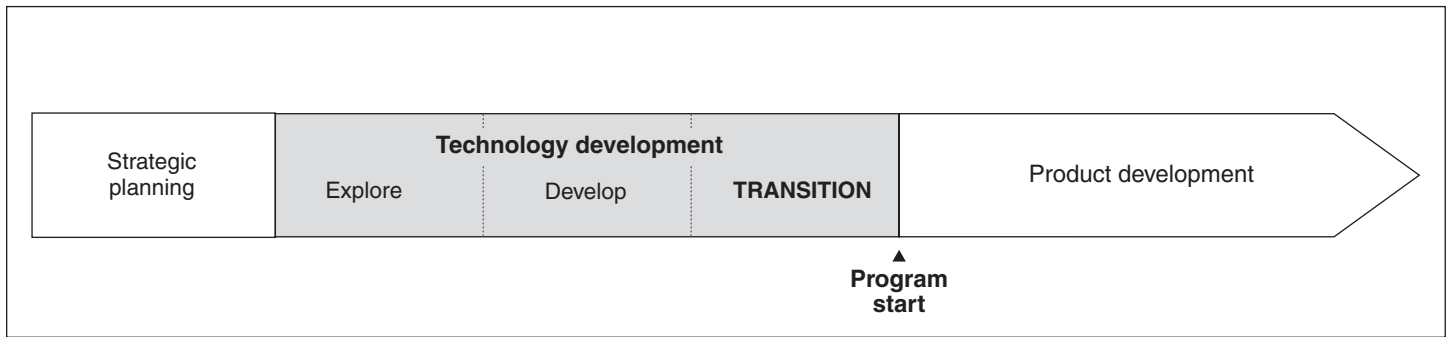 Strategic
planning
Technology development
Explore
Develop
TRANSITION
Product development
Program
start